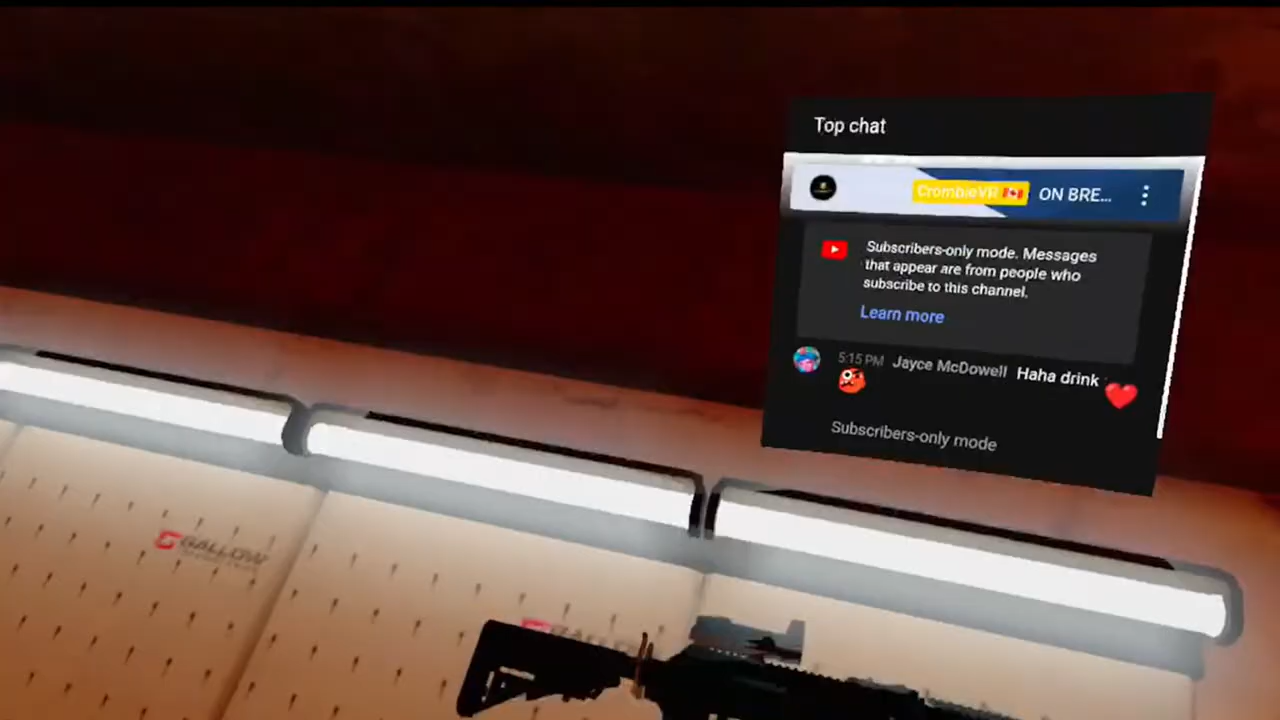 Top chat
CrombieVR ON BRE...
Subscribers-only mode. Messages
that appear are from people who
subscribe to this channel.
Learn more
5:15 PM Jayce McDowell Haha drink
Subscribers-only mode
GALLOW